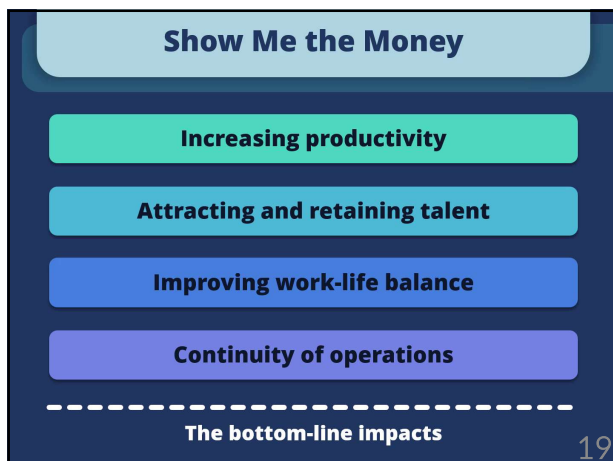 Show Me the Money
Increasing productivity
Attracting and retaining talent
Improving work-life balance
Continuity of operations
The bottom-line impacts
19